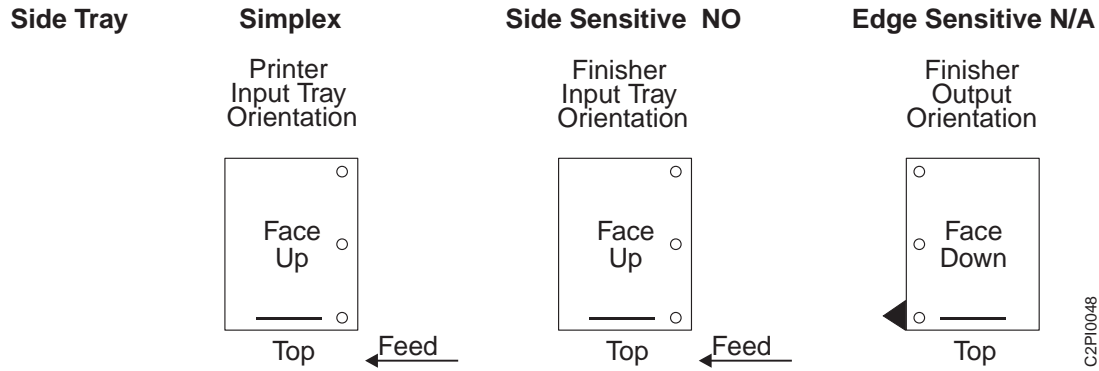 Side Tray Simplex Side Sensitive NO Edge Sensitive N/A
Printer
Input Tray
Orientation
Finisher
Input Tray
Orientation
Finisher
Output
Orientation
Face
Up
Face
Up
Face
Down
Top
Feed
Top
Feed
Top
C2PI0048